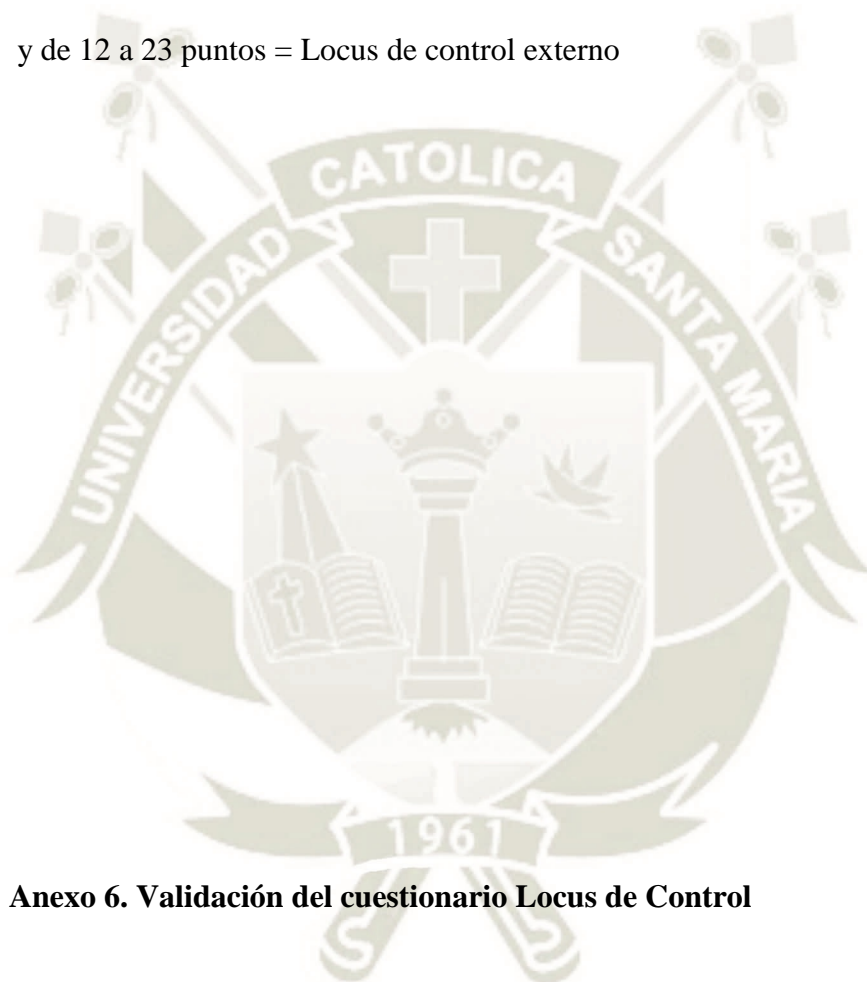 y de 12 a 23 puntos = Locus de control externo
UNIVERSIDAD CATOLICA SANTA MARIA
1961
Anexo 6. Validación del cuestionario Locus de Control